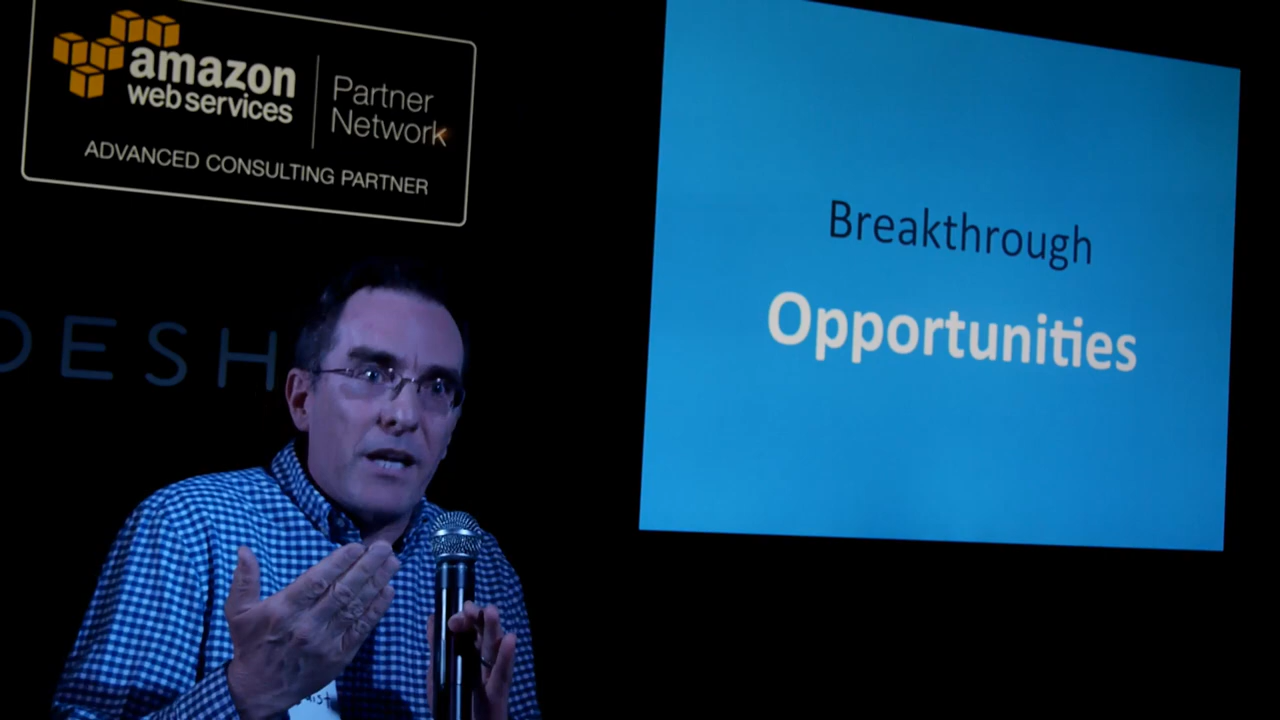 amazon
web services
Partner
Network
ADVANCED CONSULTING PARTNER
Breakthrough
Opportunities
DESH